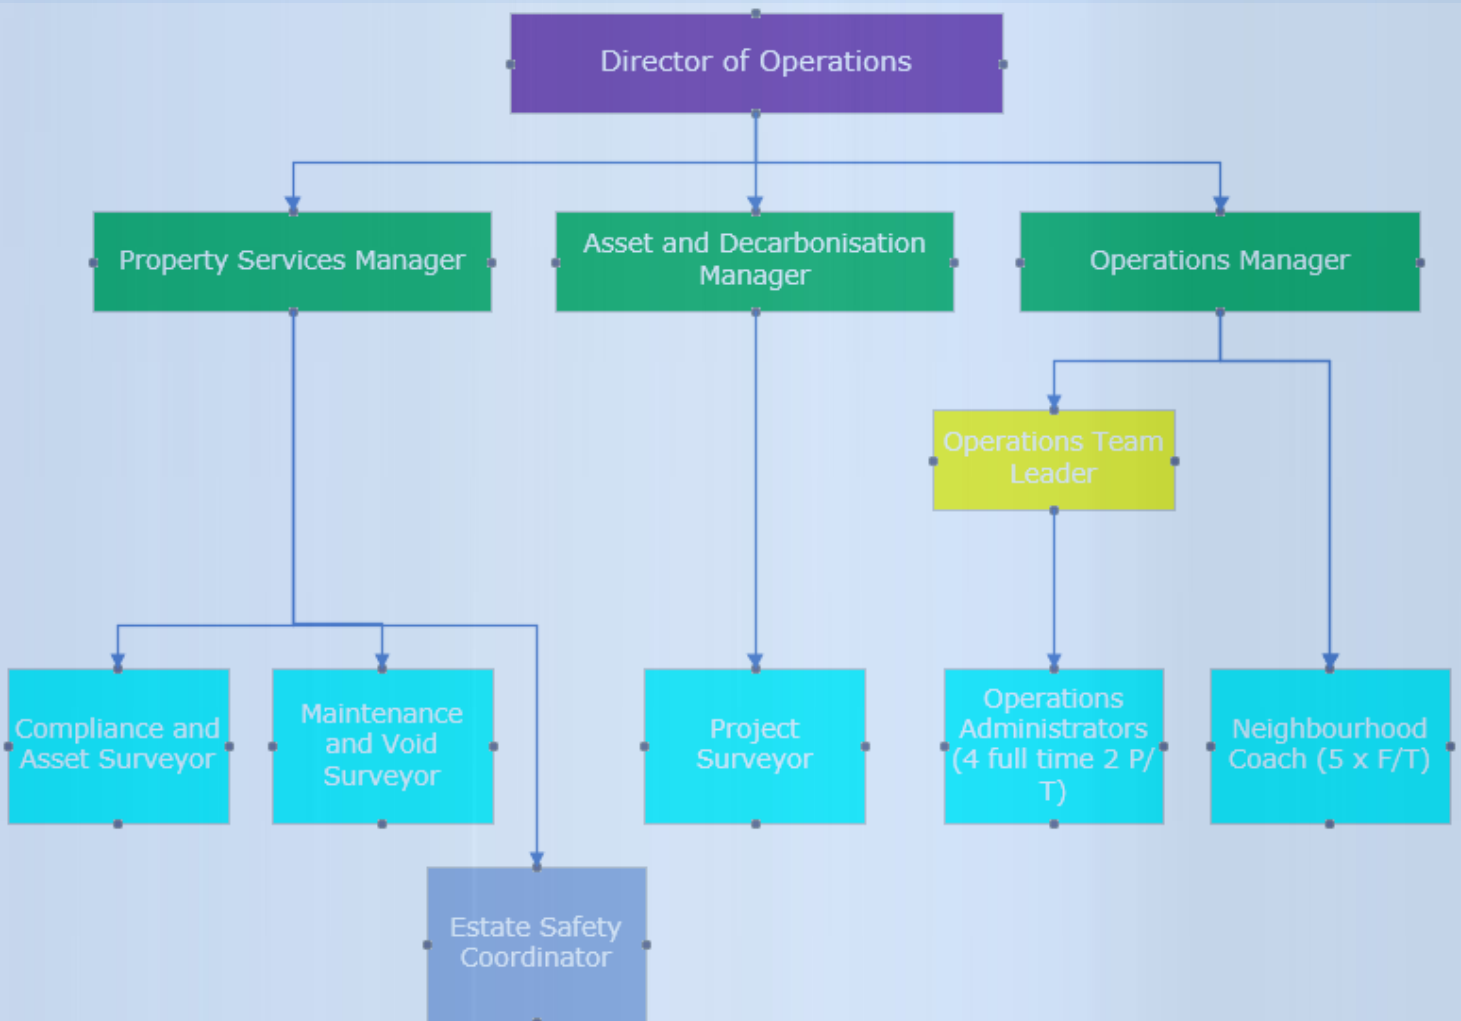 Director of Operations
Property Services Manager
Asset and Decarbonisation
Manager
Operations Manager
Operations Team
Leader
Compliance and
Asset Surveyor
Maintenance
and Void
Surveyor
Project
Surveyor
Operations
Administrators
(4 full time 2 P/
T)
Neighbourhood
Coach (5 x F/T)
Estate Safety
Coordinator